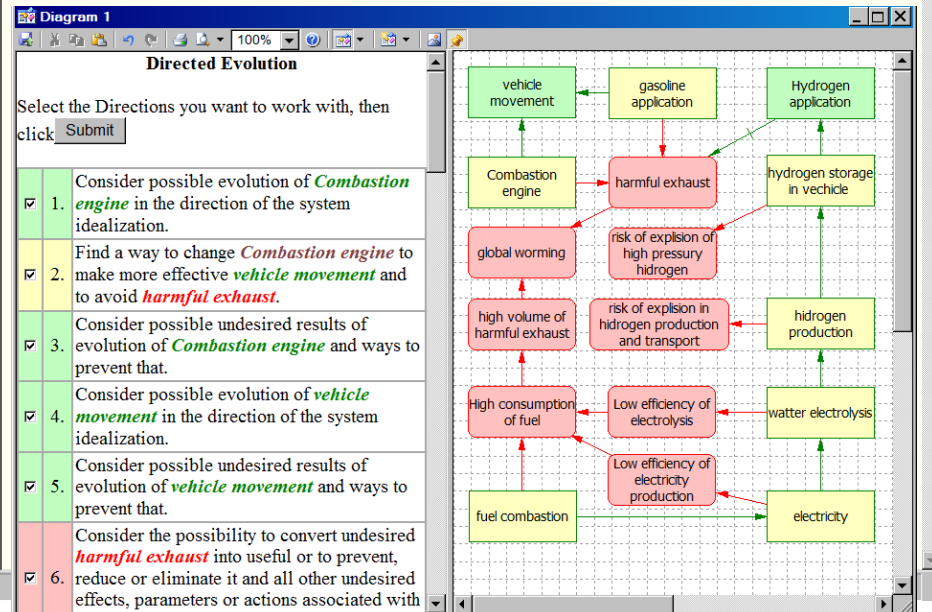 Diagram 1
100%
Directed Evolution
Select the Directions you want to work with, then
click Submit
1. Consider possible evolution of Combastion
engine in the direction of the system
idealization.
2. Find a way to change Combastion engine to
make more effective vehicle movement and
to avoid harmful exhaust.
3. Consider possible undesired results of
evolution of Combastion engine and ways to
prevent that.
4. Consider possible evolution of vehicle
movement in the direction of the system
idealization.
5. Consider possible undesired results of
evolution of vehicle movement and ways to
prevent that.
6. Consider the possibility to convert undesired
harmful exhaust into useful or to prevent,
reduce or eliminate it and all other undesired
effects, parameters or actions associated with
vehicle
movement
gasoline
application
Hydrogen
application
Combastion
engine
harmful exhaust
hydrogen storage
in vechicle
global worming
risk of explision of
high pressury
hidrogen
high volume of
harmful exhaust
risk of explision in
hidrogen production
and transport
hidrogen
production
High consumption
of fuel
Low efficiency of
electrolysis
watter electrolysis
Low efficiency of
electricity
production
fuel combastion
electricity